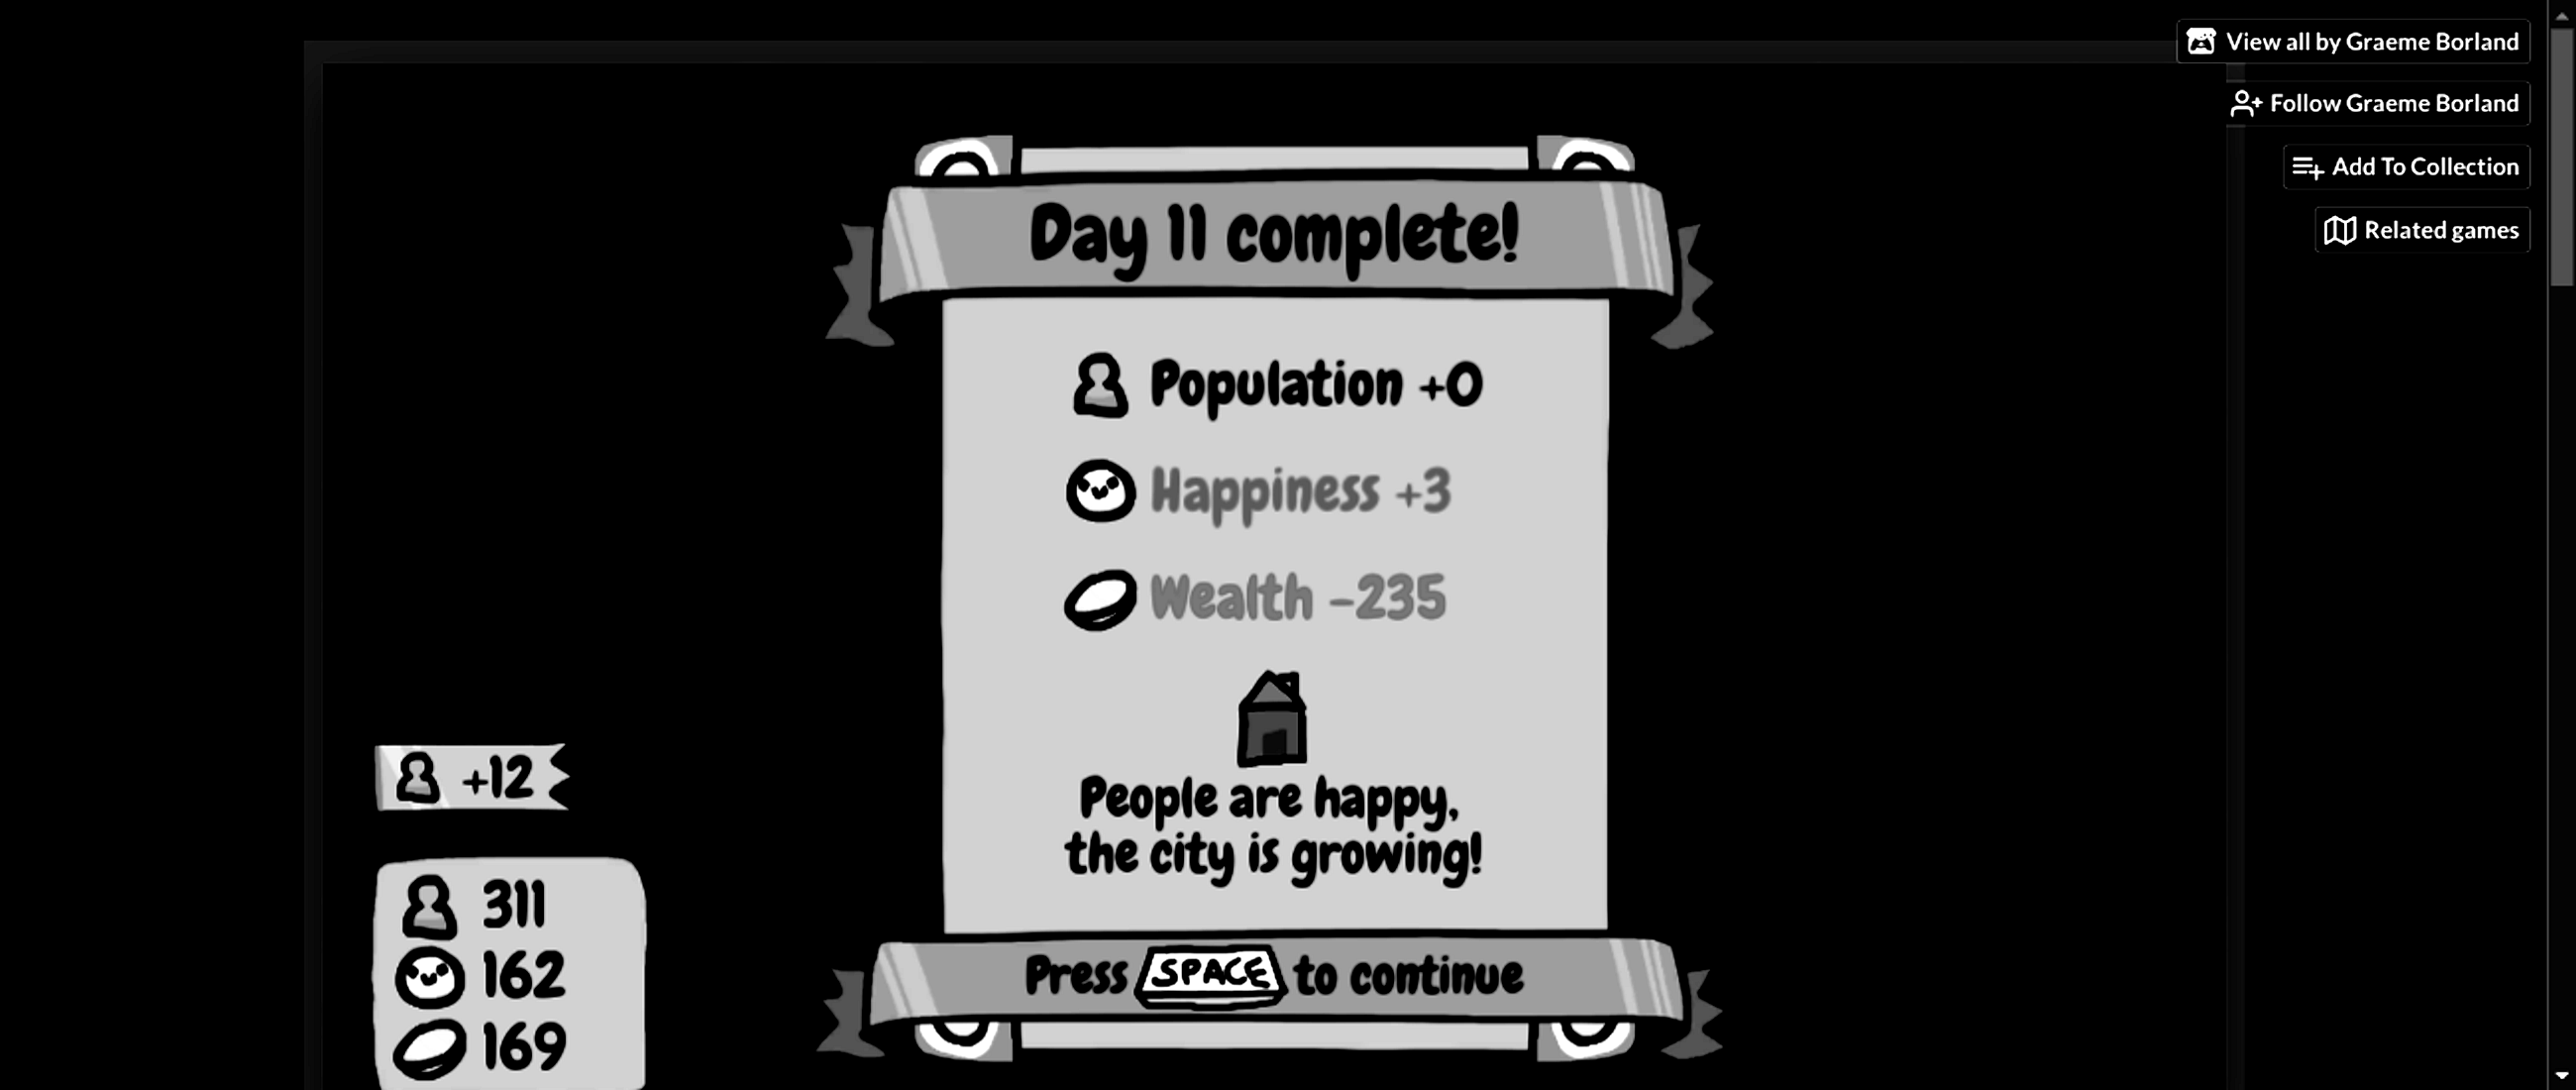 View all by Graeme Borland
Follow Graeme Borland
Add To Collection
Related games
Day 11 complete!
Population +0
Happiness +3
Wealth -235
People are happy,
the city is growing!
Press SPACE to continue
+12
311
162
169